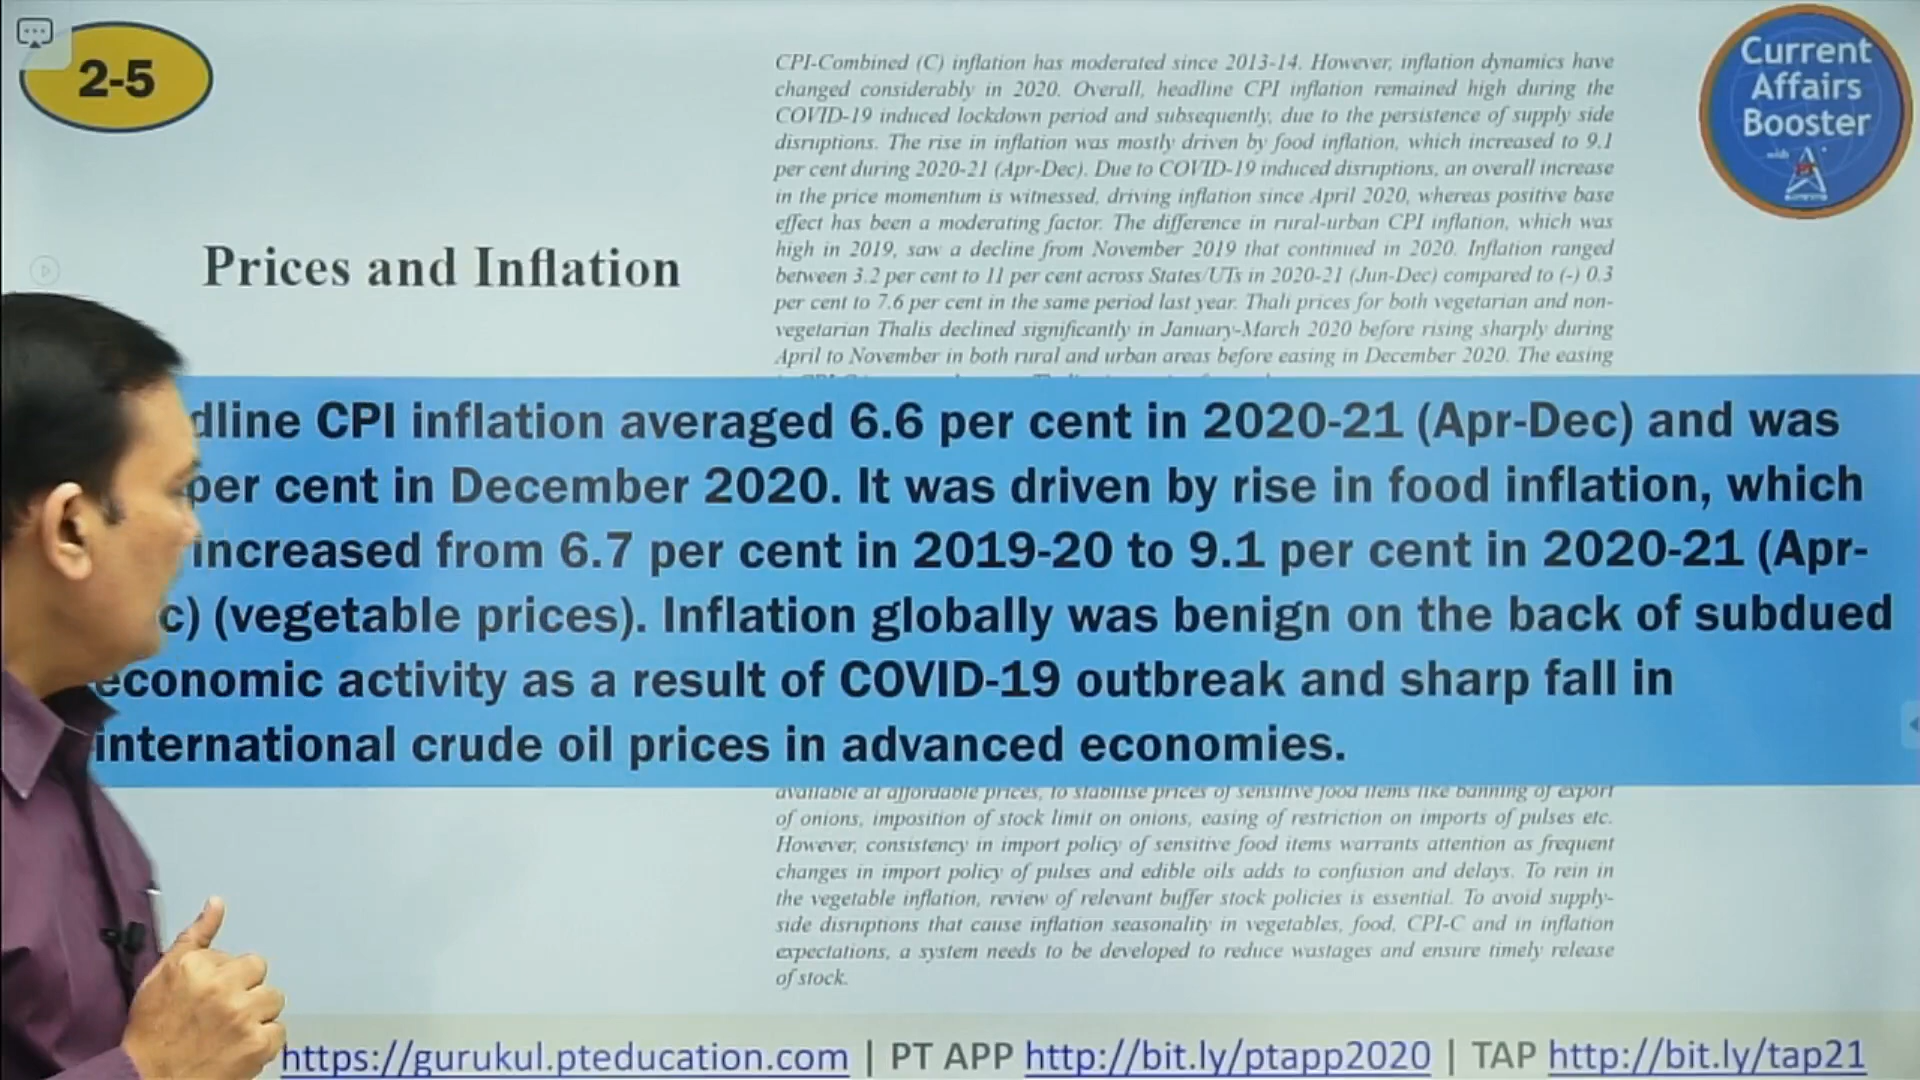 2-5
Current
Affairs
Booster
with
CPI-Combined (C) inflation has moderated since 2013-14. However, inflation dynamics have
changed considerably in 2020. Overall, headline CPI inflation remained high during the
COVID-19 induced lockdown period and subsequently, due to the persistence of supply side
disruptions. The rise in inflation was mostly driven by food inflation, which increased to 9.1
per cent during 2020-21 (Apr-Dec). Due to COVID-19 induced disruptions, an overall increase
in the price momentum is witnessed, driving inflation since April 2020, whereas positive base
effect has been a moderating factor. The difference in rural-urban CPI inflation, which was
high in 2019, saw a decline from November 2019 that continued in 2020. Inflation ranged
between 3.2 per cent to 11 per cent across States/UTs in 2020-21 (Jun-Dec) compared to (-) 0.3
per cent to 7.6 per cent in the same period last year. Thali prices for both vegetarian and non-
vegetarian Thalis declined significantly in January-March 2020 before rising sharply during
April to November in both rural and urban areas before easing in December 2020. The easing
Prices and Inflation
dline CPI inflation averaged 6.6 per cent in 2020-21 (Apr-Dec) and was
per cent in December 2020. It was driven by rise in food inflation, which
increased from 6.7 per cent in 2019-20 to 9.1 per cent in 2020-21 (Apr-
c) (vegetable prices). Inflation globally was benign on the back of subdued
economic activity as a result of COVID-19 outbreak and sharp fall in
international crude oil prices in advanced economies.
available at affordable prices, to stabilise prices of sensitive food items like banning of export
of onions, imposition of stock limit on onions, easing of restriction on imports of pulses etc.
However, consistency in import policy of sensitive food items warrants attention as frequent
changes in import policy of pulses and edible oils adds to confusion and delays. To rein in
the vegetable inflation, review of relevant buffer stock policies is essential. To avoid supply-
side disruptions that cause inflation seasonality in vegetables, food, CPI-C and in inflation
expectations, a system needs to be developed to reduce wastages and ensure timely release
of stock.
https://gurukul.pteducation.com | PT APP http://bit.ly/ptapp2020 | TAP http://bit.ly/tap21